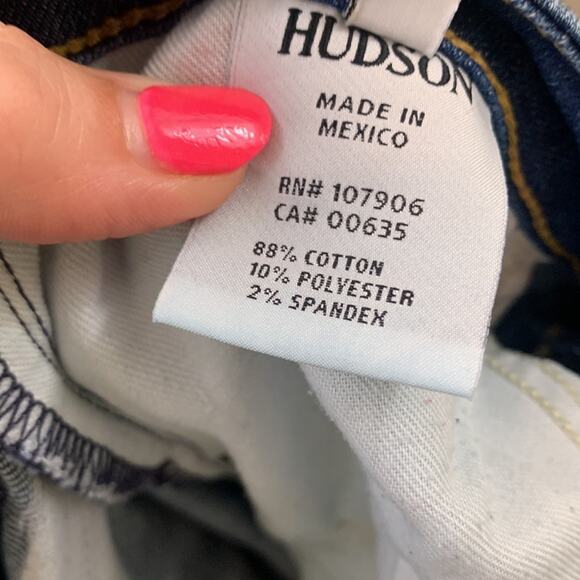 HUDSON
MADE IN
MEXICO
RN# 107906
CA# 00635
88% COTTON
10% POLYESTER
2% SPANDEX